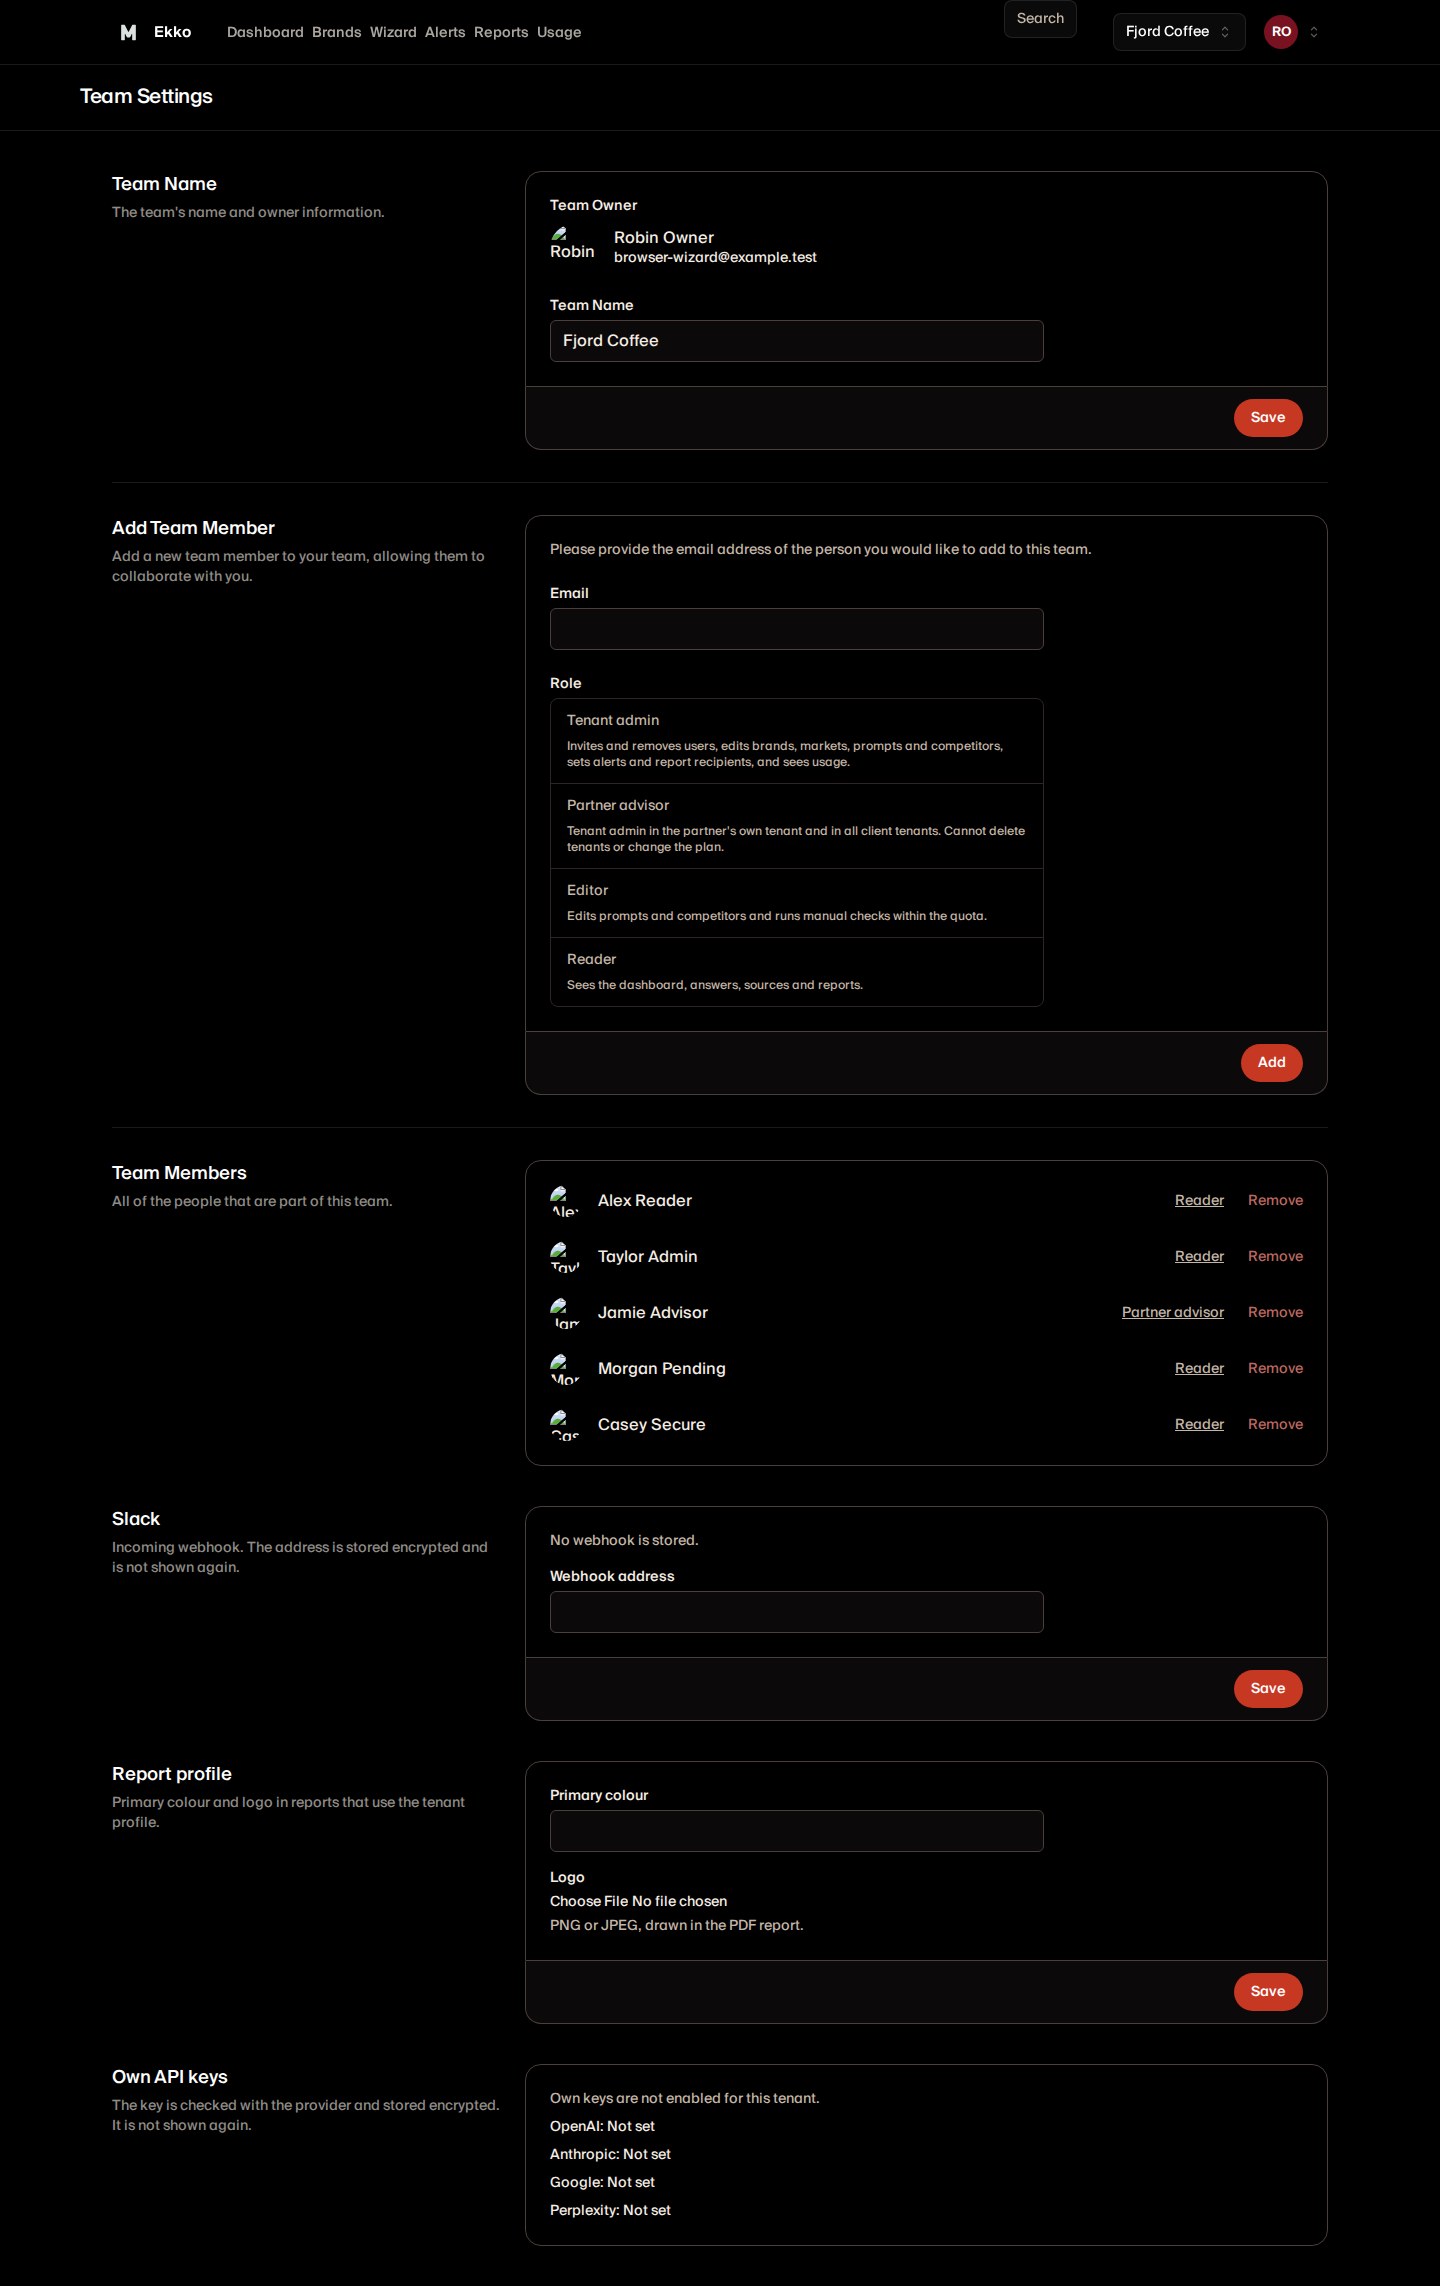 M Ekko Dashboard Brands Wizard Alerts Reports Usage Search Fjord Coffee RO
Team Settings
Team Name
The team's name and owner information.
Team Owner
Robin
Robin Owner
browser-wizard@example.test
Team Name
Fjord Coffee
Save
Add Team Member
Add a new team member to your team, allowing them to
collaborate with you.
Please provide the email address of the person you would like to add to this team.
Email
Role
Tenant admin
Invites and removes users, edits brands, markets, prompts and competitors,
sets alerts and report recipients, and sees usage.
Partner advisor
Tenant admin in the partner's own tenant and in all client tenants. Cannot delete
tenants or change the plan.
Editor
Edits prompts and competitors and runs manual checks within the quota.
Reader
Sees the dashboard, answers, sources and reports.
Add
Team Members
All of the people that are part of this team.
Alex Reader Reader Remove
Taylor Admin Reader Remove
Jamie Advisor Partner advisor Remove
Morgan Pending Reader Remove
Casey Secure Reader Remove
Slack
Incoming webhook. The address is stored encrypted and
is not shown again.
No webhook is stored.
Webhook address
Save
Report profile
Primary colour and logo in reports that use the tenant
profile.
Primary colour
Logo
Choose File No file chosen
PNG or JPEG, drawn in the PDF report.
Save
Own API keys
The key is checked with the provider and stored encrypted.
It is not shown again.
Own keys are not enabled for this tenant.
OpenAI: Not set
Anthropic: Not set
Google: Not set
Perplexity: Not set